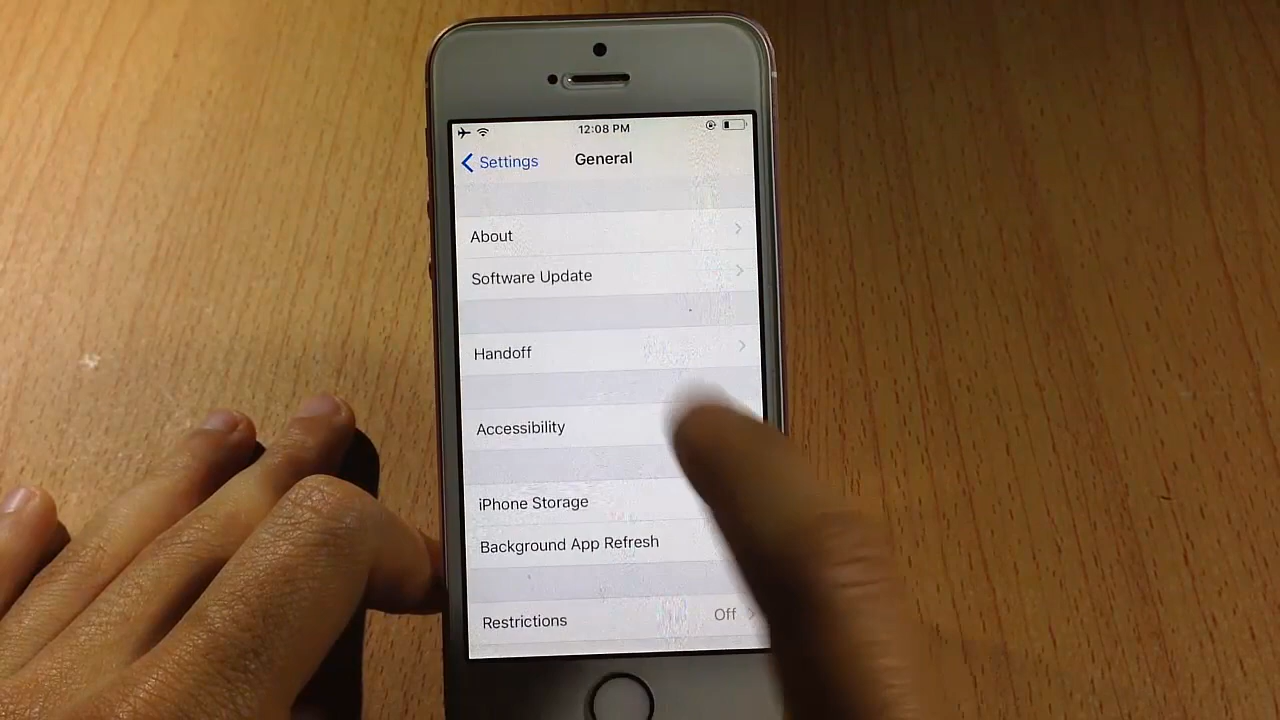 12:08 PM
Settings
General
About
Software Update
Handoff
Accessibility
iPhone Storage
Background App Refresh
Restrictions Off